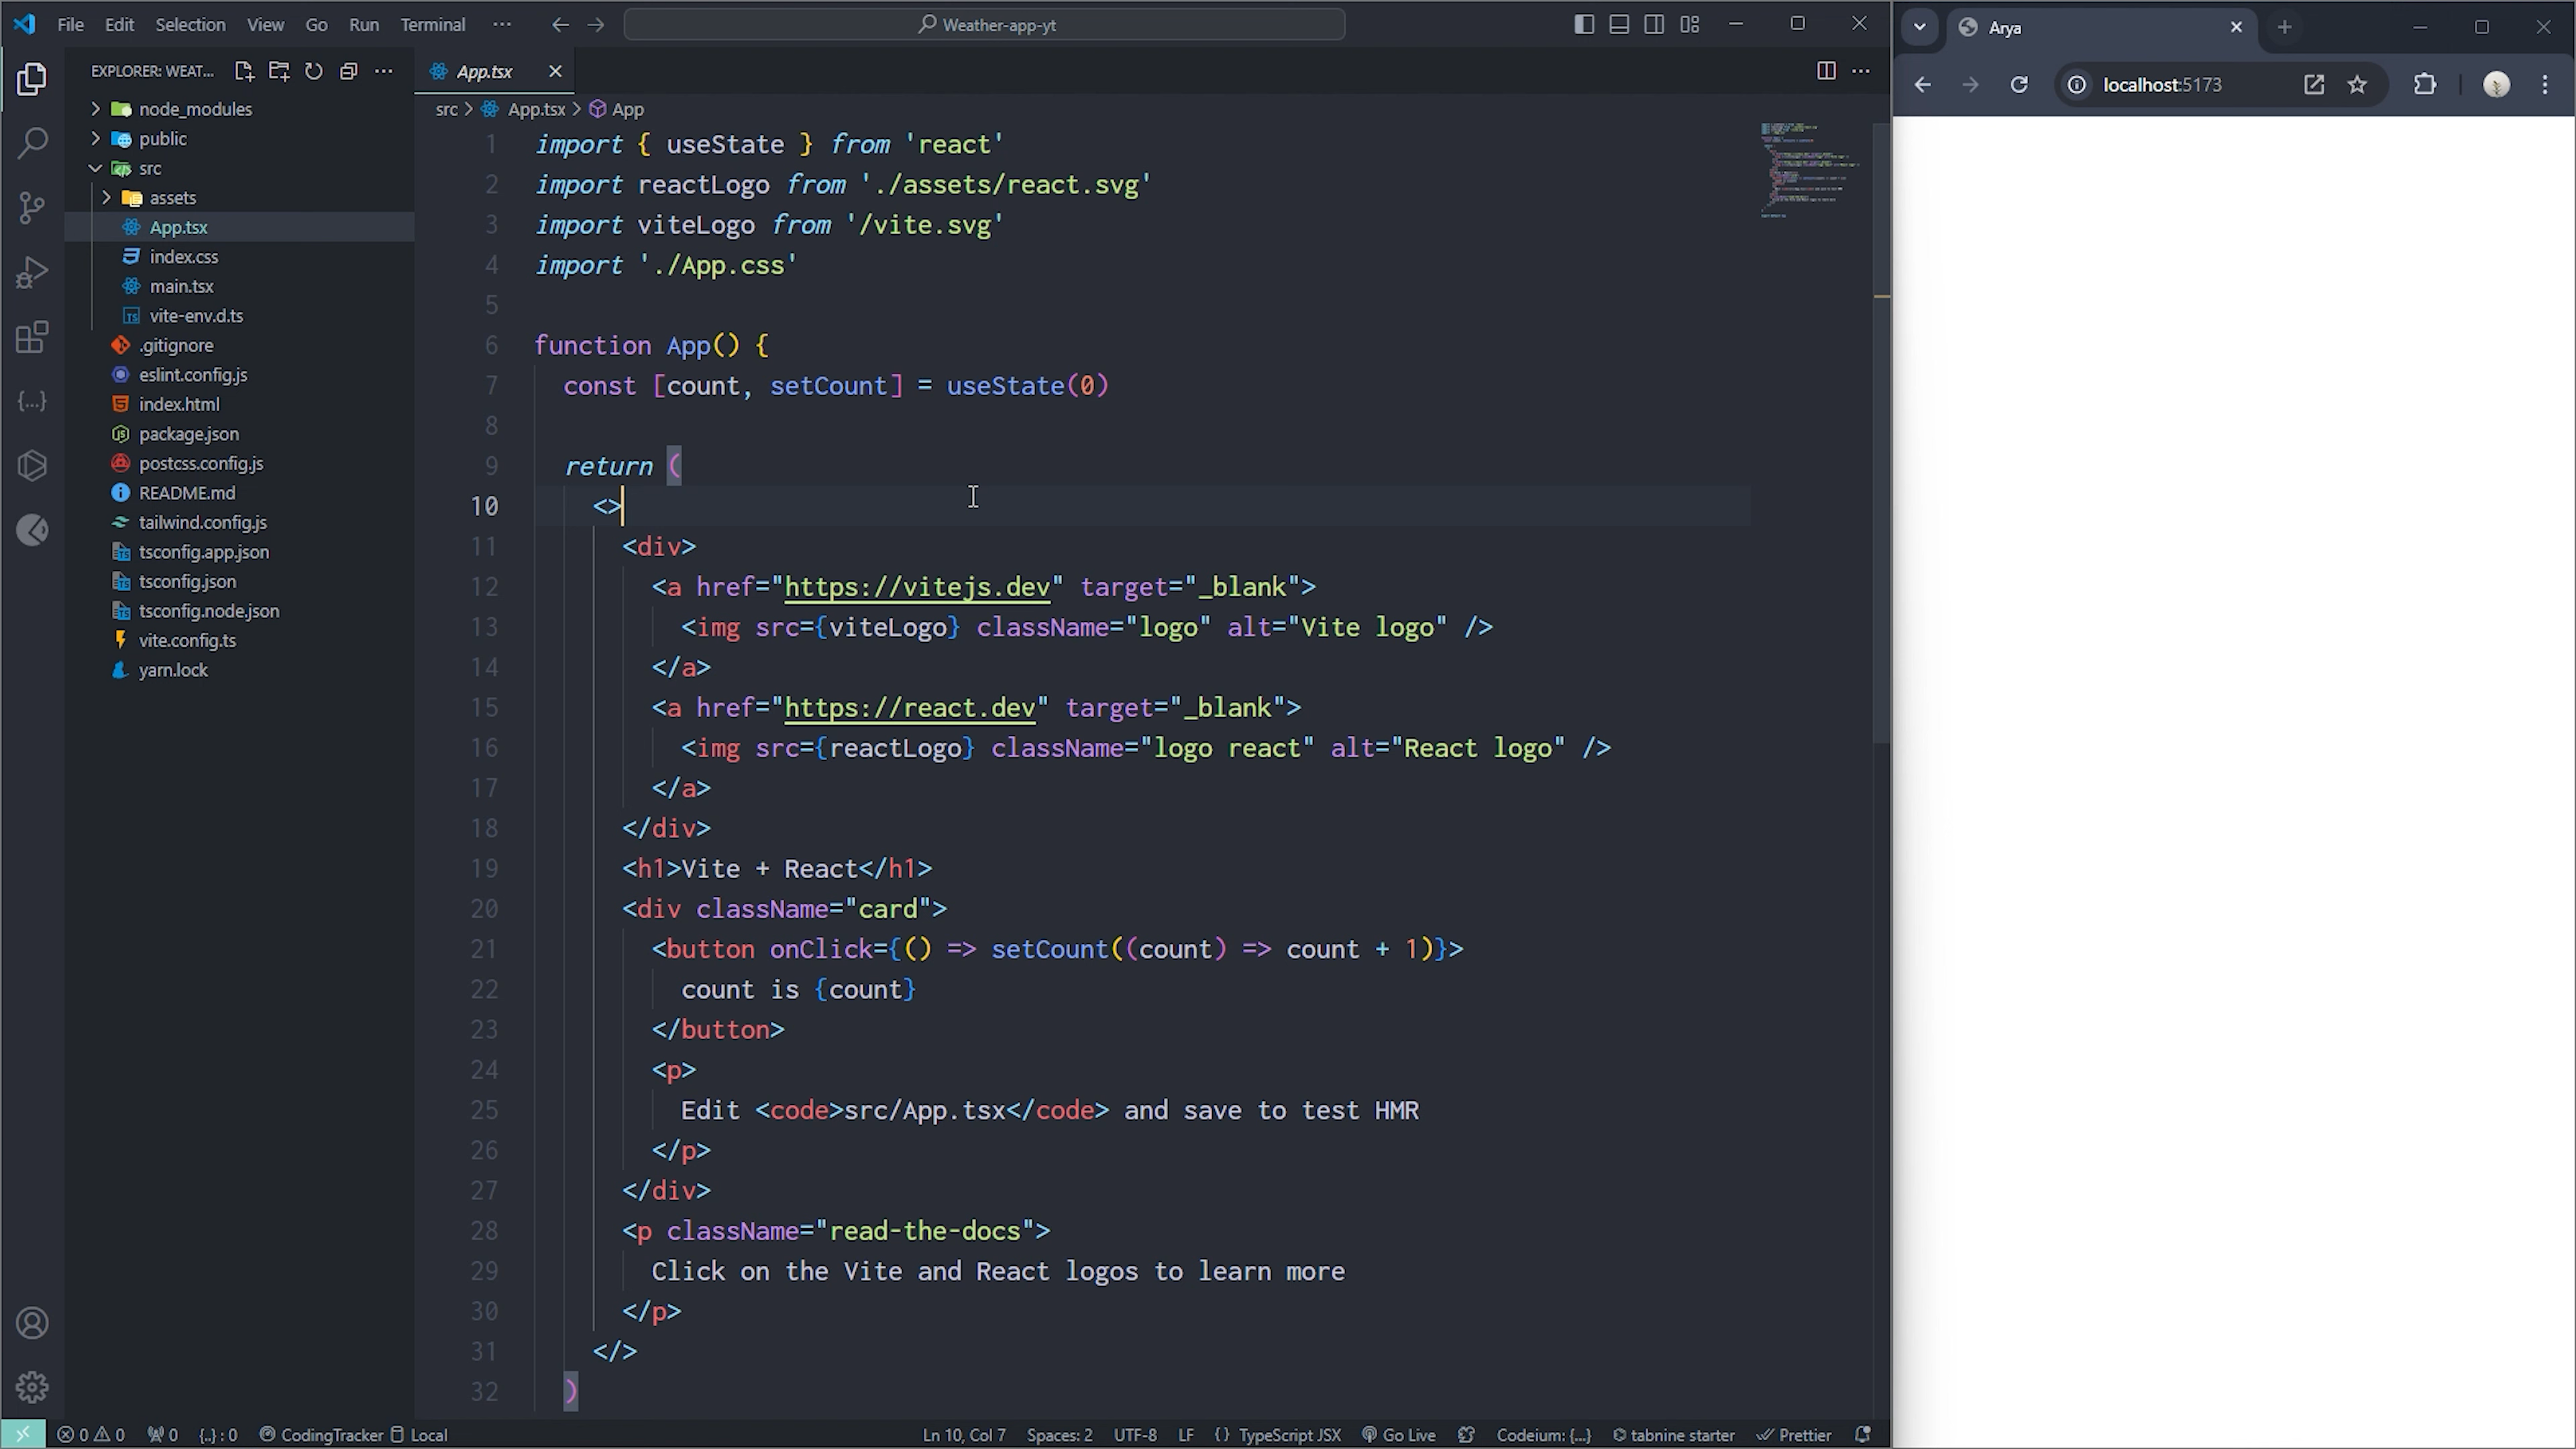 File Edit Selection View Go Run Terminal ···
Weather-app-yt
EXPLORER: WEAT...
node_modules
public
src
assets
App.tsx
index.css
main.tsx
vite-env.d.ts
.gitignore
eslint.config.js
index.html
package.json
postcss.config.js
README.md
tailwind.config.js
tsconfig.app.json
tsconfig.json
tsconfig.node.json
vite.config.ts
yarn.lock
App.tsx
src > App.tsx > App
1 import { useState } from 'react'
2 import reactLogo from './assets/react.svg'
3 import viteLogo from '/vite.svg'
4 import './App.css'
5
6 function App() {
7 const [count, setCount] = useState(0)
8
9 return (
10 <>
11 <div>
12 <a href="https://vitejs.dev" target="_blank">
13 <img src={viteLogo} className="logo" alt="Vite logo" />
14 </a>
15 <a href="https://react.dev" target="_blank">
16 <img src={reactLogo} className="logo react" alt="React logo" />
17 </a>
18 </div>
19 <h1>Vite + React</h1>
20 <div className="card">
21 <button onClick={() => setCount((count) => count + 1)}>
22 count is {count}
23 </button>
24 <p>
25 Edit <code>src/App.tsx</code> and save to test HMR
26 </p>
27 </div>
28 <p className="read-the-docs">
29 Click on the Vite and React logos to learn more
30 </p>
31 </>
32 )
0 0 0 {..} : 0 CodingTracker Local
Ln 10, Col 7 Spaces: 2 UTF-8 LF {} TypeScript JSX Go Live Codeium: {...} tabnine starter Prettier
Arya
localhost:5173